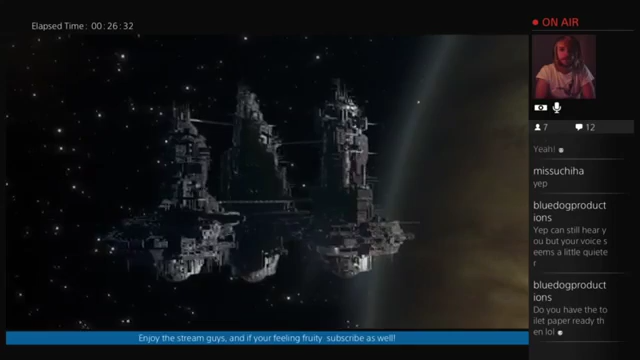 Elapsed Time: 00:26:32
ON AIR
7
12
Yeah!
missuchiha
yep
bluedogproduct
ions
Yep can still hear y
ou but your voice s
eems a little quiete
r
bluedogproduct
ions
Do you have the to
ilet paper ready th
en lol
Enjoy the stream guys, and if your feeling fruity subscribe as well!